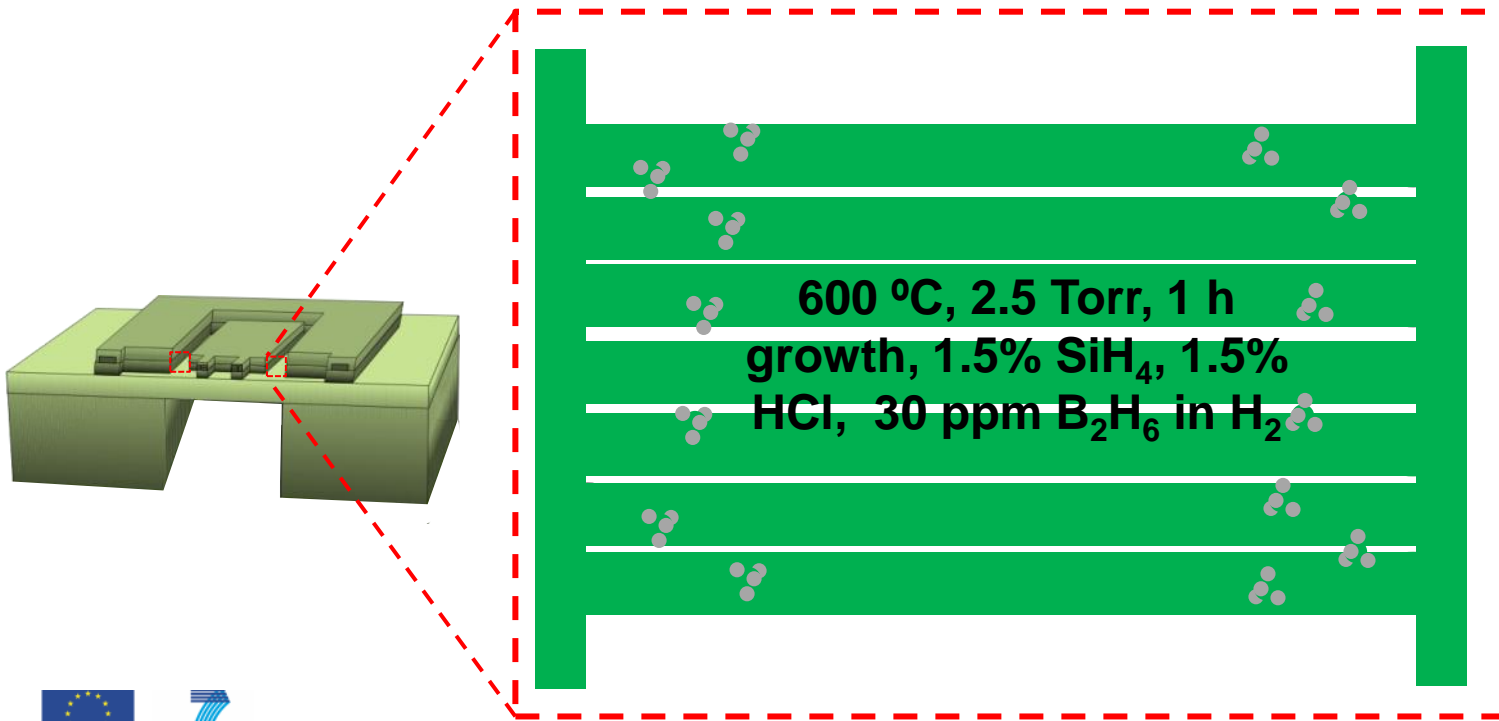 600 ºC, 2.5 Torr, 1 h
growth, 1.5% SiH₄, 1.5%
HCl, 30 ppm B₂H₆ in H₂